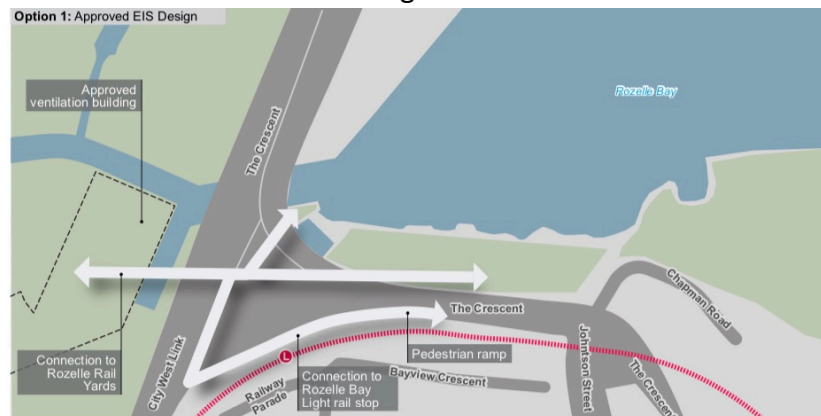 Option 1: Approved EIS Design
Approved
ventilation building
The Crescent
Rozelle Bay
The Crescent
Chapman Road
Johntson Street
The Crescent
Pedestrian ramp
Connection to
Rozelle Rail
Yards
City West Link
L
Railway
Parade
Connection to
Rozelle Bay
Light rail stop
Bayview Crescent